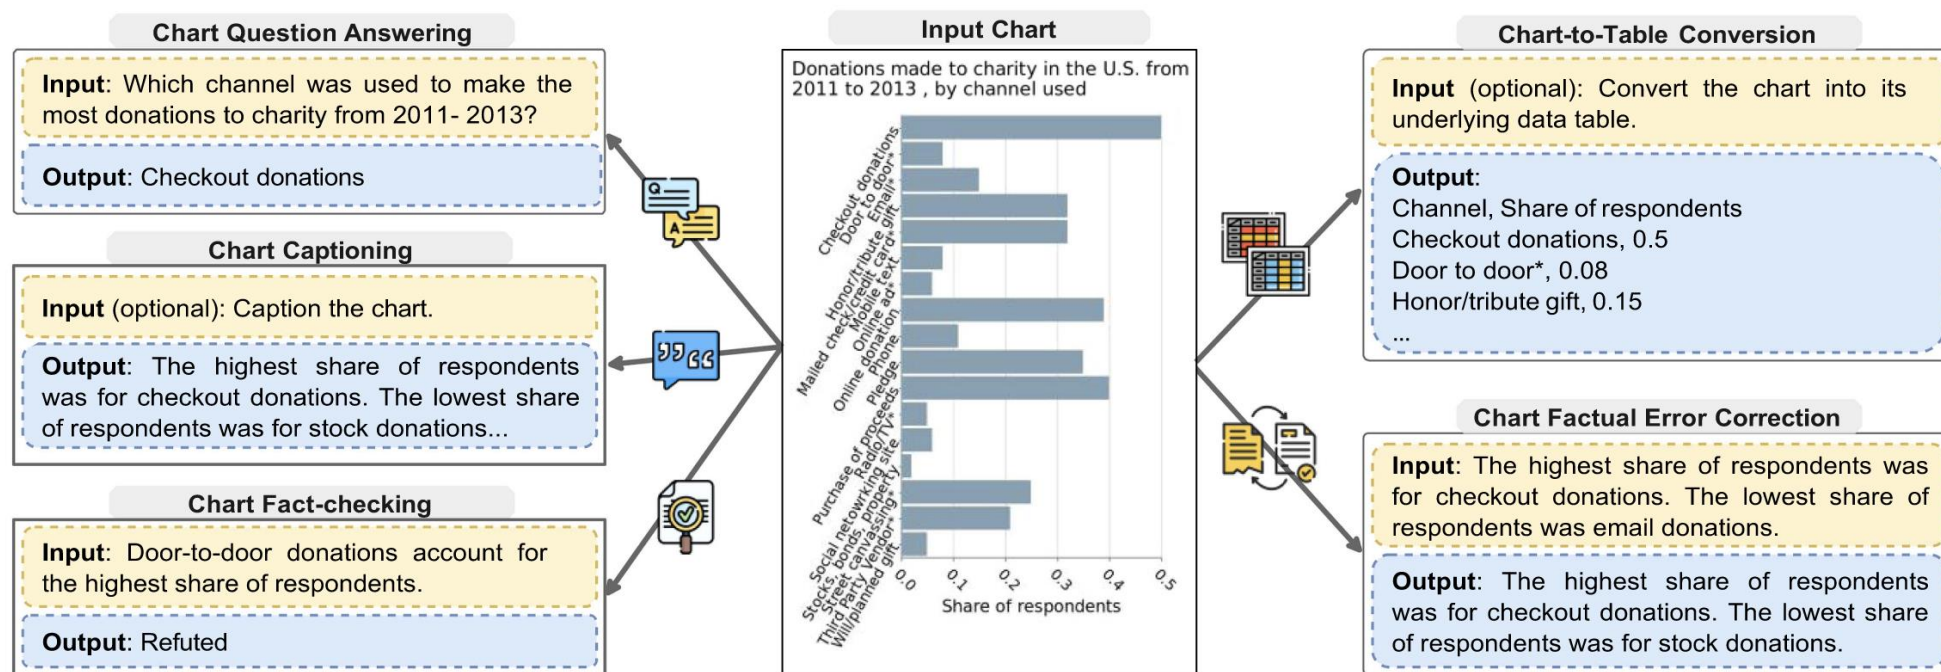 Chart Question Answering
Input: Which channel was used to make the
most donations to charity from 2011- 2013?
Output: Checkout donations
Chart Captioning
Input (optional): Caption the chart.
Output: The highest share of respondents
was for checkout donations. The lowest share
of respondents was for stock donations...
Chart Fact-checking
Input: Door-to-door donations account for
the highest share of respondents.
Output: Refuted
Q
A
Input Chart
Donations made to charity in the U.S. from
2011 to 2013 , by channel used
Checkout donations
Door to door*
Email*
Honor/tribute gift
Mailed check/credit card*
Mobile text
Online ad*
Online donation
Phone
Pledge
Purchase of proceeds
Radio/TV*
Social netowrking site
Stocks, bonds, property
Street canvassing*
Third Party Vendor*
Will/planned gift
0.0
0.1
0.2
0.3
0.4
0.5
Share of respondents
Chart-to-Table Conversion
Input (optional): Convert the chart into its
underlying data table.
Output:
Channel, Share of respondents
Checkout donations, 0.5
Door to door*, 0.08
Honor/tribute gift, 0.15
...
Chart Factual Error Correction
Input: The highest share of respondents was
for checkout donations. The lowest share of
respondents was email donations.
Output: The highest share of respondents
was for checkout donations. The lowest share
of respondents was for stock donations.